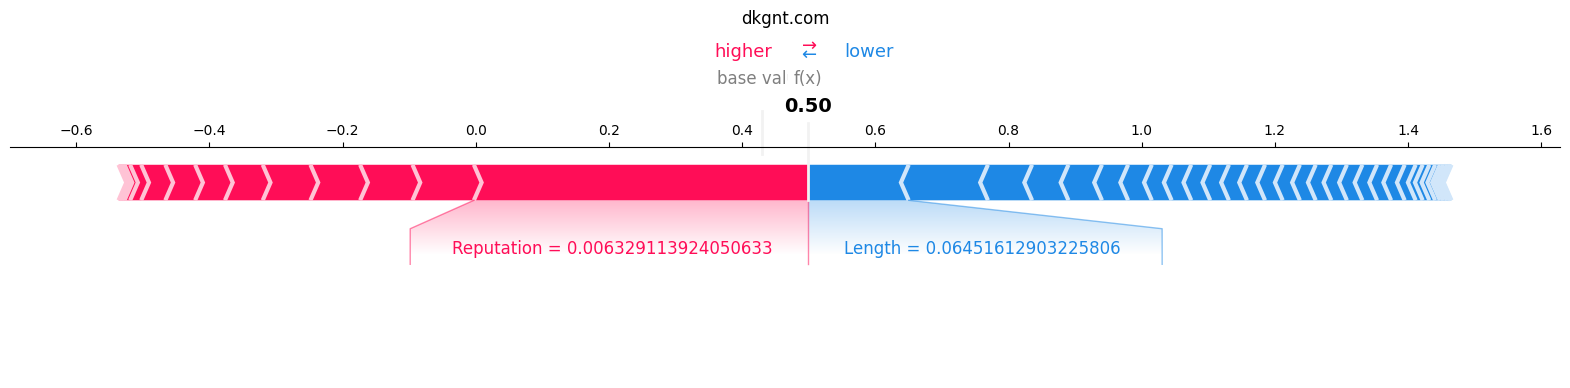 dkgnt.com
higher ⇄ lower
base val f(x)
0.50
−0.6 −0.4 −0.2 0.0 0.2 0.4 0.6 0.8 1.0 1.2 1.4 1.6
Reputation = 0.006329113924050633 Length = 0.06451612903225806